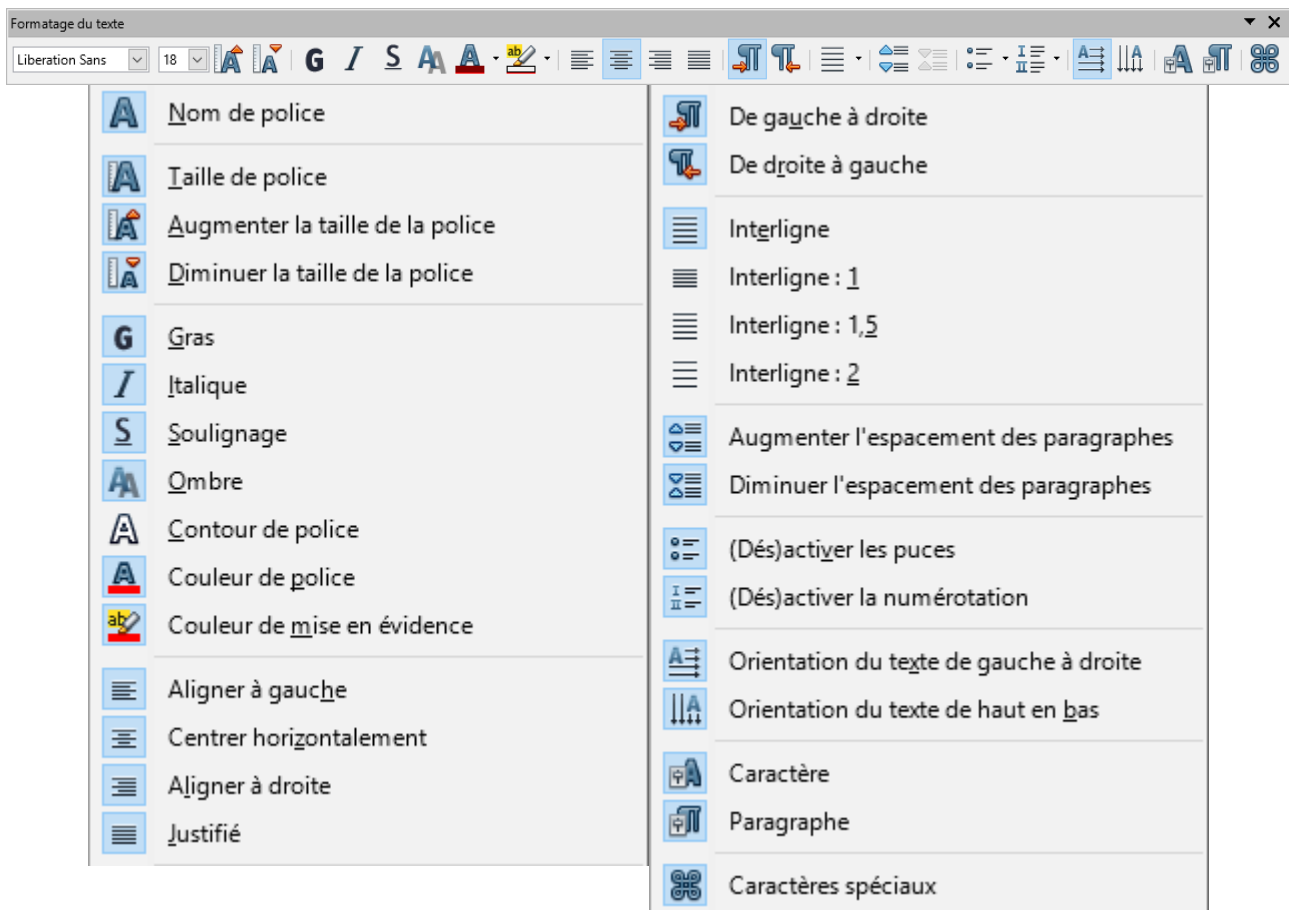 Formatage du texte
Liberation Sans 18 G I S ab
Nom de police
Taille de police
Augmenter la taille de la police
Diminuer la taille de la police
G Gras
I Italique
S Soulignage
Ombre
Contour de police
Couleur de police
ab Couleur de mise en évidence
Aligner à gauche
Centrer horizontalement
Aligner à droite
Justifié
De gauche à droite
De droite à gauche
Interligne
Interligne : 1
Interligne : 1,5
Interligne : 2
Augmenter l'espacement des paragraphes
Diminuer l'espacement des paragraphes
(Dés)activer les puces
(Dés)activer la numérotation
Orientation du texte de gauche à droite
Orientation du texte de haut en bas
Caractère
Paragraphe
Caractères spéciaux